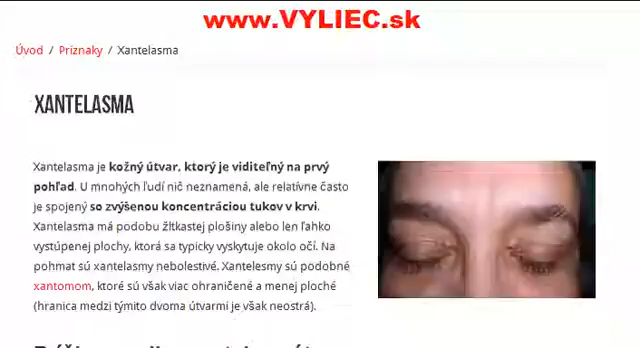 www.VYLIEC.sk
Úvod / Príznaky / Xantelasma
XANTELASMA
Xantelasma je kožný útvar, ktorý je viditeľný na prvý
pohľad. U mnohých ľudí nič neznamená, ale relatívne často
je spojený so zvýšenou koncentráciou tukov v krvi.
Xantelasma má podobu žltkastej plošiny alebo len ľahko
vystúpenej plochy, ktorá sa typicky vyskytuje okolo očí. Na
pohmat sú xantelasmy nebolestivé. Xantelesmy sú podobné
xantomom, ktoré sú však viac ohraničené a menej ploché
(hranica medzi týmito dvoma útvarmi je však neostrá).